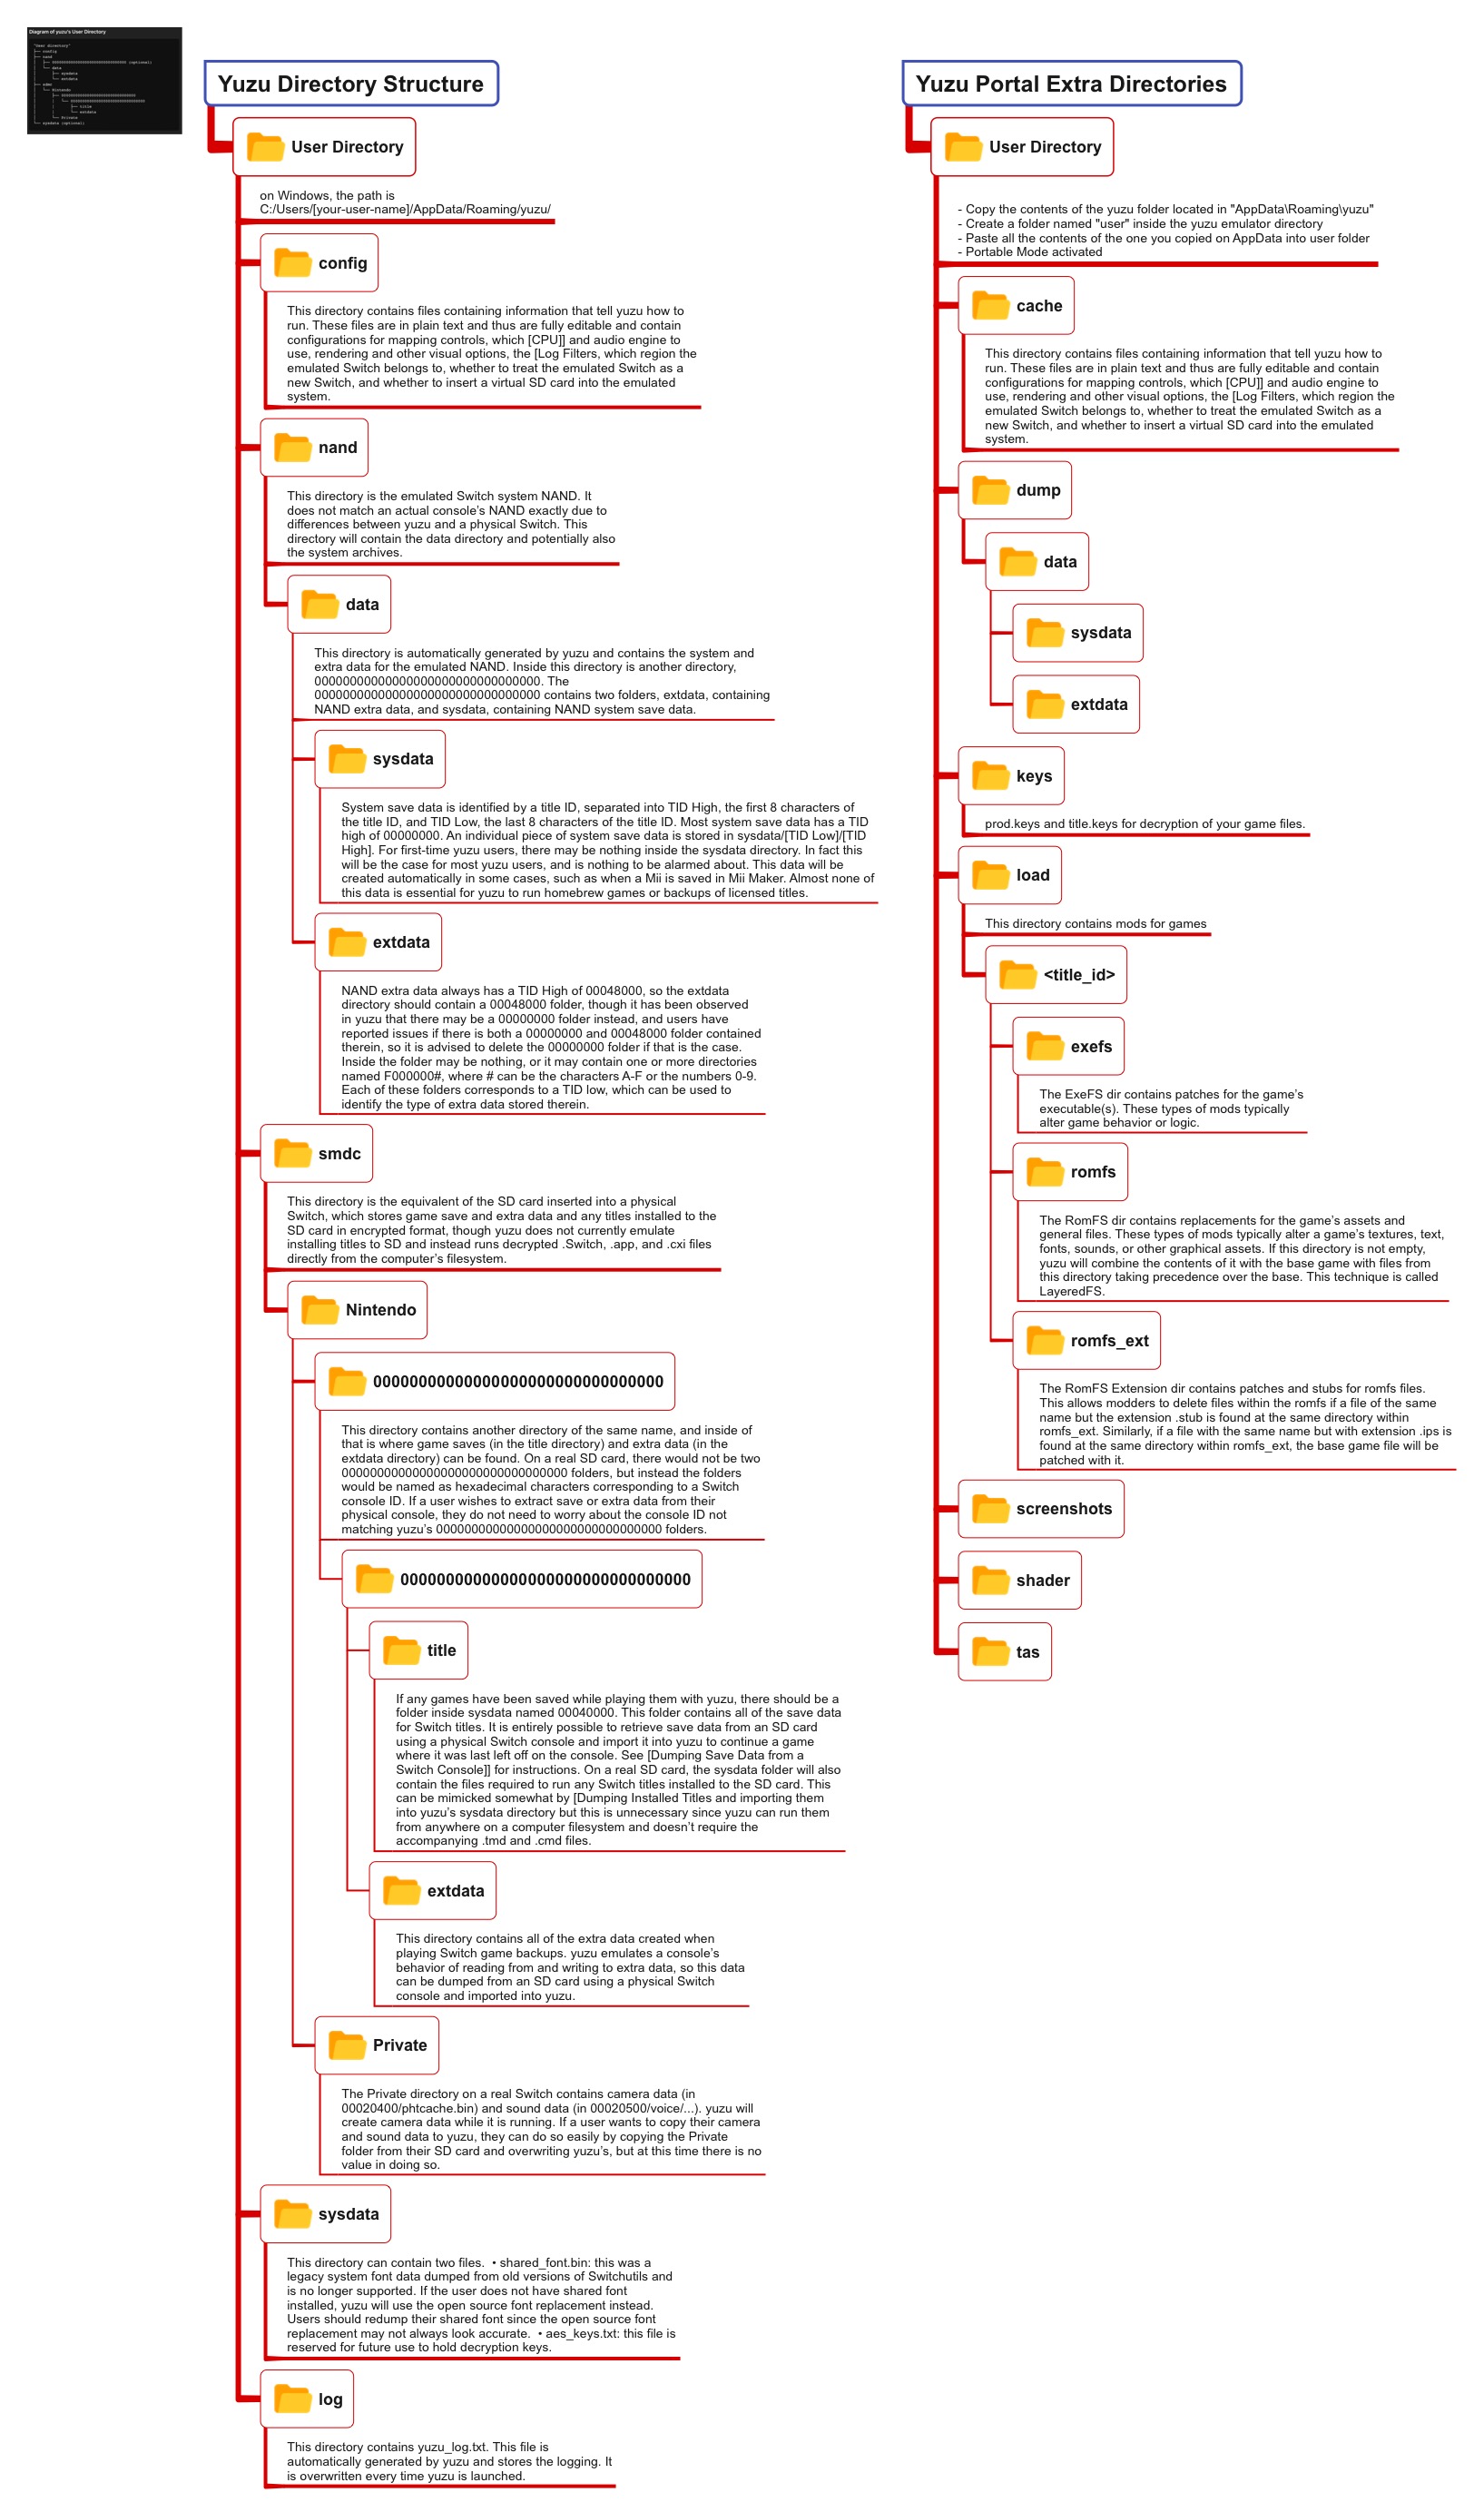 Diagram of yuzu's User Directory
"User directory"
├── config
├── nand
│ ├── 00000000000000000000000000000000 (optional)
│ └── data
│ ├── sysdata
│ └── extdata
├── sdmc
│ └── Nintendo
│ ├── 00000000000000000000000000000000
│ │ └── 00000000000000000000000000000000
│ │ ├── title
│ │ └── extdata
│ └── Private
└── sysdata (optional)
Yuzu Directory Structure
User Directory
on Windows, the path is
C:/Users/[your-user-name]/AppData/Roaming/yuzu/
config
This directory contains files containing information that tell yuzu how to
run. These files are in plain text and thus are fully editable and contain
configurations for mapping controls, which [CPU]] and audio engine to
use, rendering and other visual options, the [Log Filters, which region the
emulated Switch belongs to, whether to treat the emulated Switch as a
new Switch, and whether to insert a virtual SD card into the emulated
system.
nand
This directory is the emulated Switch system NAND. It
does not match an actual console’s NAND exactly due to
differences between yuzu and a physical Switch. This
directory will contain the data directory and potentially also
the system archives.
data
This directory is automatically generated by yuzu and contains the system and
extra data for the emulated NAND. Inside this directory is another directory,
00000000000000000000000000000000. The
00000000000000000000000000000000 contains two folders, extdata, containing
NAND extra data, and sysdata, containing NAND system save data.
sysdata
System save data is identified by a title ID, separated into TID High, the first 8 characters of
the title ID, and TID Low, the last 8 characters of the title ID. Most system save data has a TID
high of 00000000. An individual piece of system save data is stored in sysdata/[TID Low]/[TID
High]. For first-time yuzu users, there may be nothing inside the sysdata directory. In fact this
will be the case for most yuzu users, and is nothing to be alarmed about. This data will be
created automatically in some cases, such as when a Mii is saved in Mii Maker. Almost none of
this data is essential for yuzu to run homebrew games or backups of licensed titles.
extdata
NAND extra data always has a TID High of 00048000, so the extdata
directory should contain a 00048000 folder, though it has been observed
in yuzu that there may be a 00000000 folder instead, and users have
reported issues if there is both a 00000000 and 00048000 folder contained
therein, so it is advised to delete the 00000000 folder if that is the case.
Inside the folder may be nothing, or it may contain one or more directories
named F000000#, where # can be the characters A-F or the numbers 0-9.
Each of these folders corresponds to a TID low, which can be used to
identify the type of extra data stored therein.
smdc
This directory is the equivalent of the SD card inserted into a physical
Switch, which stores game save and extra data and any titles installed to the
SD card in encrypted format, though yuzu does not currently emulate
installing titles to SD and instead runs decrypted .Switch, .app, and .cxi files
directly from the computer’s filesystem.
Nintendo
00000000000000000000000000000000
This directory contains another directory of the same name, and inside of
that is where game saves (in the title directory) and extra data (in the
extdata directory) can be found. On a real SD card, there would not be two
00000000000000000000000000000000 folders, but instead the folders
would be named as hexadecimal characters corresponding to a Switch
console ID. If a user wishes to extract save or extra data from their
physical console, they do not need to worry about the console ID not
matching yuzu’s 00000000000000000000000000000000 folders.
00000000000000000000000000000000
title
If any games have been saved while playing them with yuzu, there should be a
folder inside sysdata named 00040000. This folder contains all of the save data
for Switch titles. It is entirely possible to retrieve save data from an SD card
using a physical Switch console and import it into yuzu to continue a game
where it was last left off on the console. See [Dumping Save Data from a
Switch Console]] for instructions. On a real SD card, the sysdata folder will also
contain the files required to run any Switch titles installed to the SD card. This
can be mimicked somewhat by [Dumping Installed Titles and importing them
into yuzu’s sysdata directory but this is unnecessary since yuzu can run them
from anywhere on a computer filesystem and doesn’t require the
accompanying .tmd and .cmd files.
extdata
This directory contains all of the extra data created when
playing Switch game backups. yuzu emulates a console’s
behavior of reading from and writing to extra data, so this data
can be dumped from an SD card using a physical Switch
console and imported into yuzu.
Private
The Private directory on a real Switch contains camera data (in
00020400/phtcache.bin) and sound data (in 00020500/voice/...). yuzu will
create camera data while it is running. If a user wants to copy their camera
and sound data to yuzu, they can do so easily by copying the Private
folder from their SD card and overwriting yuzu’s, but at this time there is no
value in doing so.
sysdata
This directory can contain two files. • shared_font.bin: this was a
legacy system font data dumped from old versions of Switchutils and
is no longer supported. If the user does not have shared font
installed, yuzu will use the open source font replacement instead.
Users should redump their shared font since the open source font
replacement may not always look accurate. • aes_keys.txt: this file is
reserved for future use to hold decryption keys.
log
This directory contains yuzu_log.txt. This file is
automatically generated by yuzu and stores the logging. It
is overwritten every time yuzu is launched.
Yuzu Portal Extra Directories
User Directory
- Copy the contents of the yuzu folder located in "AppData\Roaming\yuzu"
- Create a folder named "user" inside the yuzu emulator directory
- Paste all the contents of the one you copied on AppData into user folder
- Portable Mode activated
cache
This directory contains files containing information that tell yuzu how to
run. These files are in plain text and thus are fully editable and contain
configurations for mapping controls, which [CPU]] and audio engine to
use, rendering and other visual options, the [Log Filters, which region the
emulated Switch belongs to, whether to treat the emulated Switch as a
new Switch, and whether to insert a virtual SD card into the emulated
system.
dump
data
sysdata
extdata
keys
prod.keys and title.keys for decryption of your game files.
load
This directory contains mods for games
<title_id>
exefs
The ExeFS dir contains patches for the game’s
executable(s). These types of mods typically
alter game behavior or logic.
romfs
The RomFS dir contains replacements for the game’s assets and
general files. These types of mods typically alter a game’s textures, text,
fonts, sounds, or other graphical assets. If this directory is not empty,
yuzu will combine the contents of it with the base game with files from
this directory taking precedence over the base. This technique is called
LayeredFS.
romfs_ext
The RomFS Extension dir contains patches and stubs for romfs files.
This allows modders to delete files within the romfs if a file of the same
name but the extension .stub is found at the same directory within
romfs_ext. Similarly, if a file with the same name but with extension .ips is
found at the same directory within romfs_ext, the base game file will be
patched with it.
screenshots
shader
tas